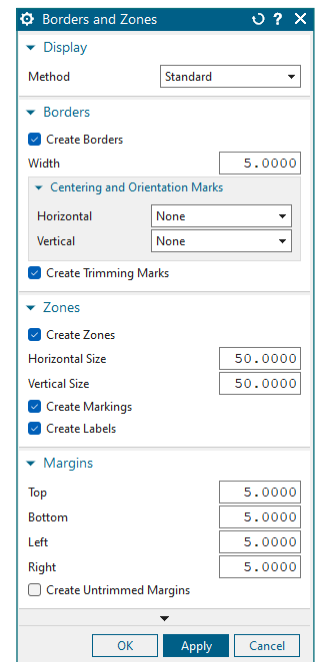 Borders and Zones ?
Display
Method Standard
Borders
Create Borders
Width 5.0000
Centering and Orientation Marks
Horizontal None
Vertical None
Create Trimming Marks
Zones
Create Zones
Horizontal Size 50.0000
Vertical Size 50.0000
Create Markings
Create Labels
Margins
Top 5.0000
Bottom 5.0000
Left 5.0000
Right 5.0000
Create Untrimmed Margins
OK Apply Cancel